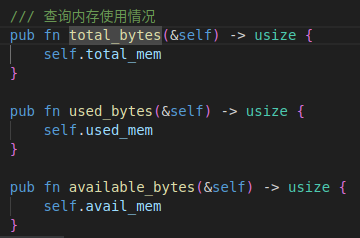 /// 查询内存使用情况
pub fn total_bytes(&self) -> usize {
    self.total_mem
}

pub fn used_bytes(&self) -> usize {
    self.used_mem
}

pub fn available_bytes(&self) -> usize {
    self.avail_mem
}